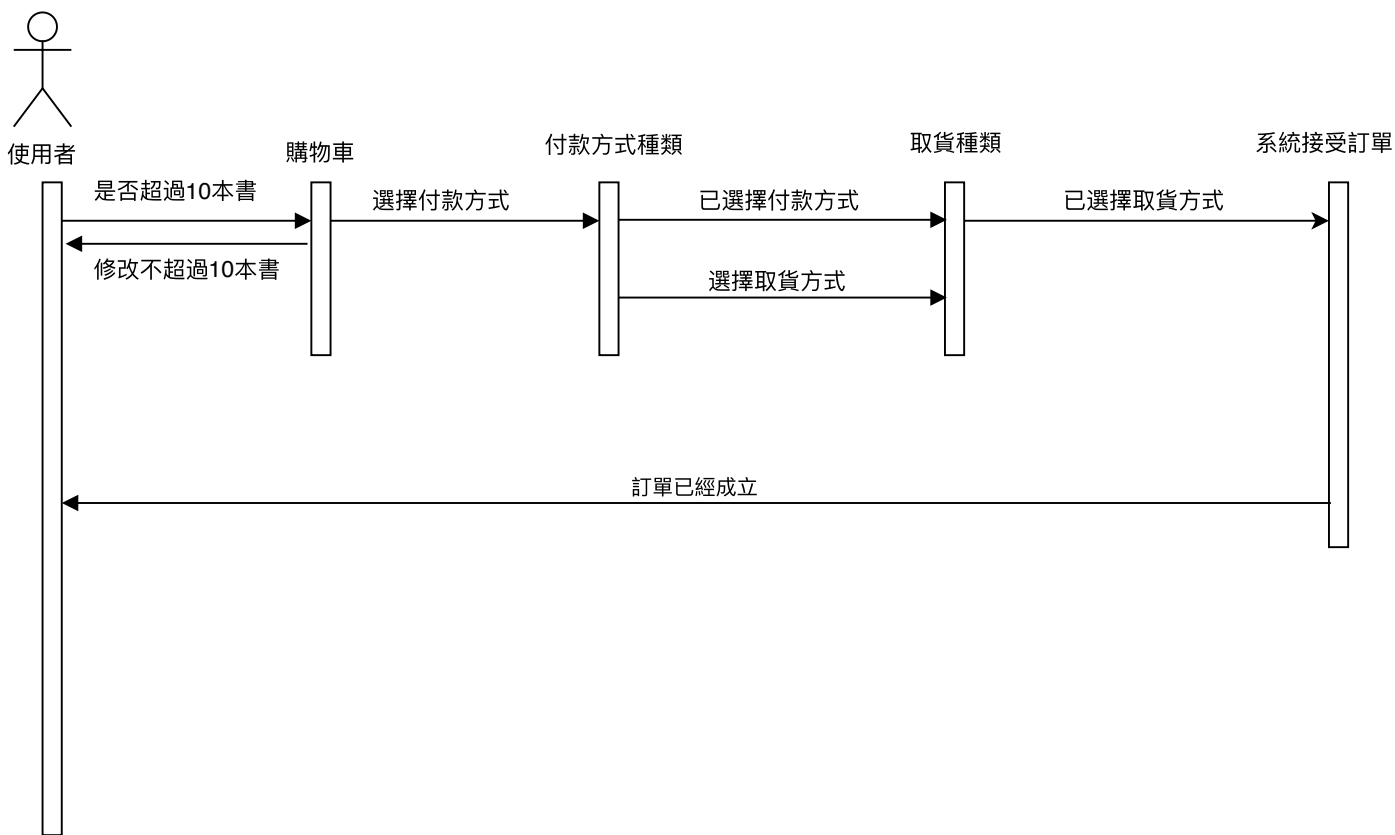 使用者
購物車
付款方式種類
取貨種類
系統接受訂單
是否超過10本書
選擇付款方式
已選擇付款方式
已選擇取貨方式
修改不超過10本書
選擇取貨方式
訂單已經成立